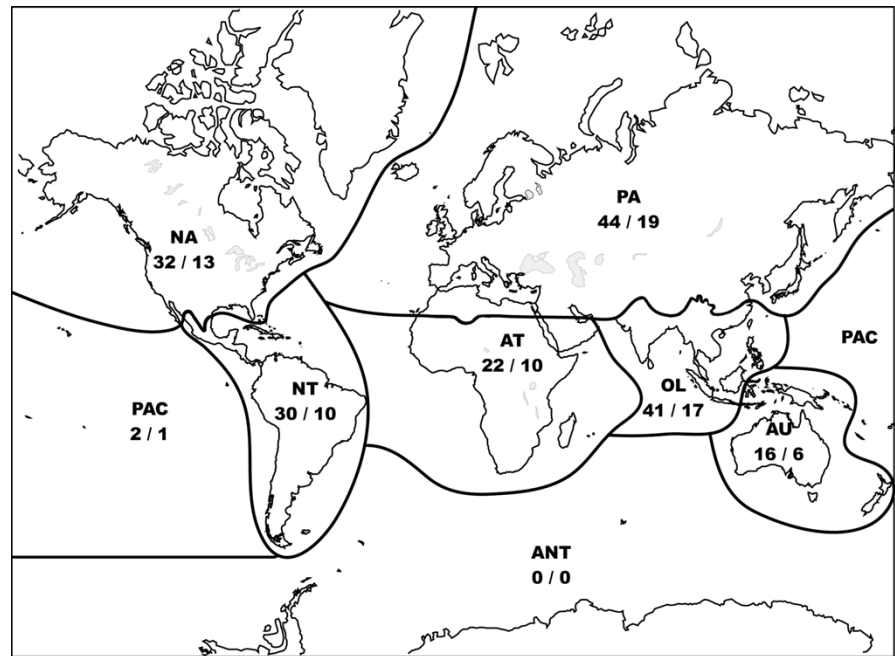 PA
44 / 19
NA
32 / 13
AT
22 / 10
PAC
OL
41 / 17
NT
30 / 10
PAC
2 / 1
AU
16 / 6
ANT
0 / 0